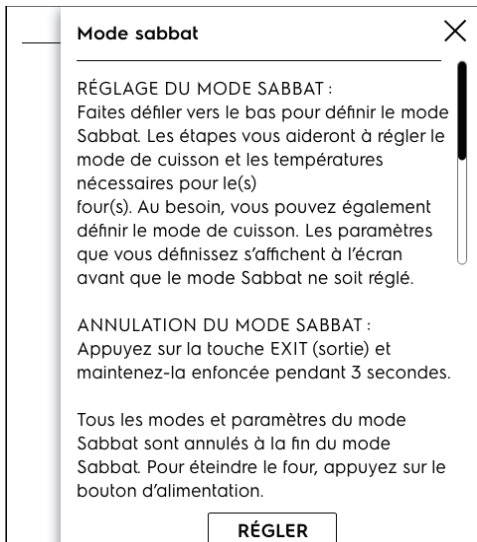 Mode sabbat
RÉGLAGE DU MODE SABBAT :
Faites défiler vers le bas pour définir le mode
Sabbat. Les étapes vous aideront à régler le
mode de cuisson et les températures
nécessaires pour le(s)
four(s). Au besoin, vous pouvez également
définir le mode de cuisson. Les paramètres
que vous définissez s’affichent à l’écran
avant que le mode Sabbat ne soit réglé.
ANNULATION DU MODE SABBAT :
Appuyez sur la touche EXIT (sortie) et
maintenez-la enfoncée pendant 3 secondes.
Tous les modes et paramètres du mode
Sabbat sont annulés à la fin du mode
Sabbat. Pour éteindre le four, appuyez sur le
bouton d’alimentation.
RÉGLER